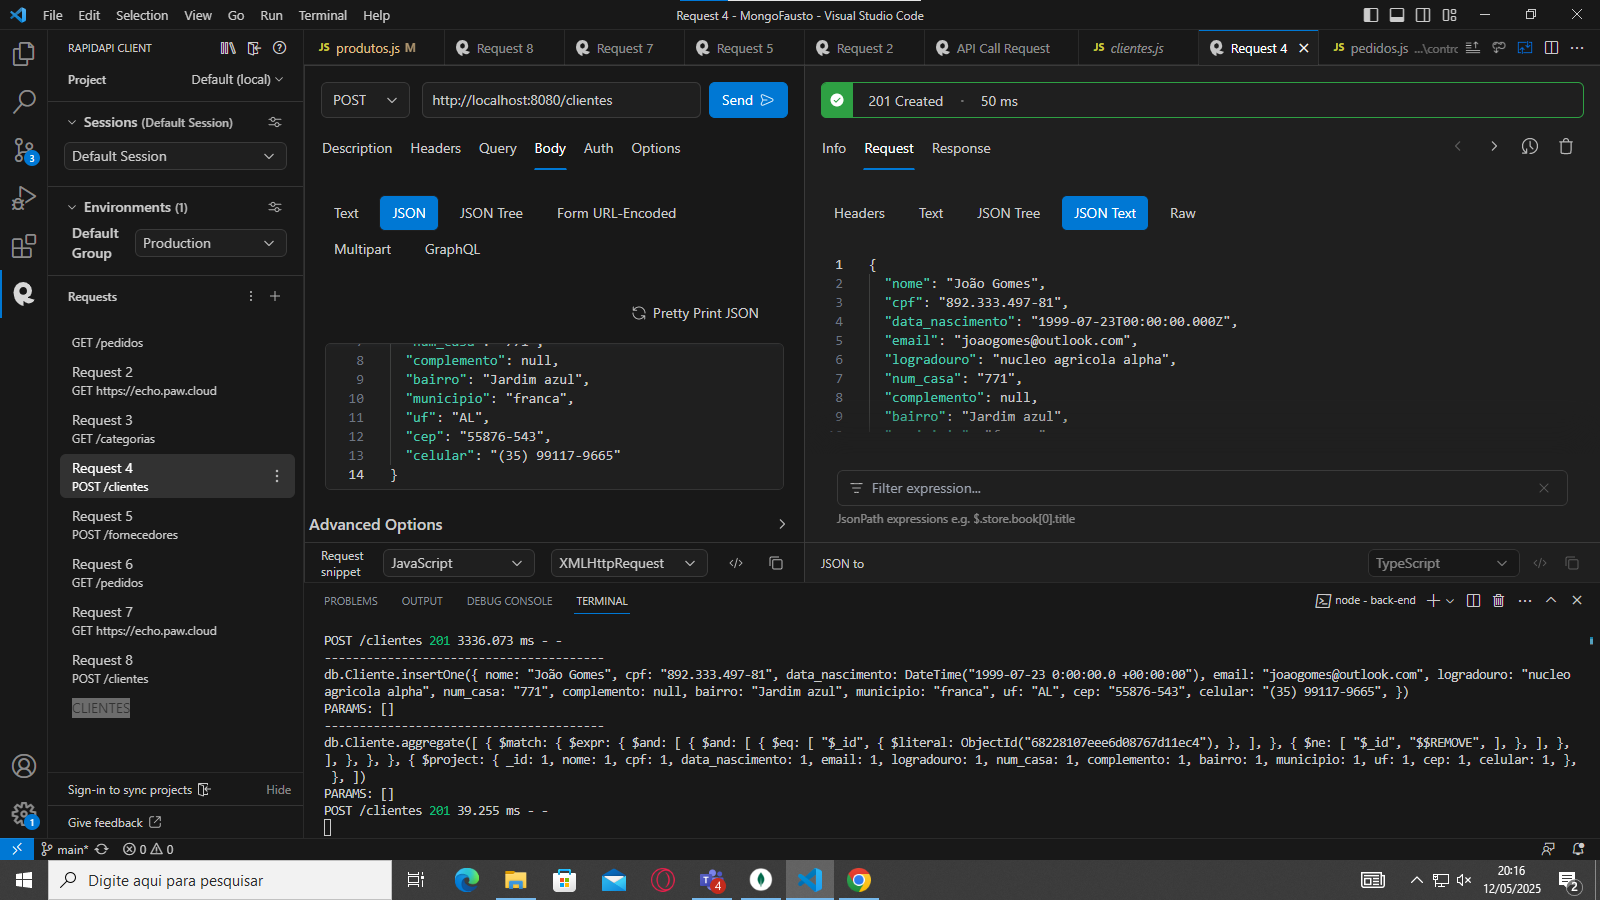 File Edit Selection View Go Run Terminal Help
Request 4 - MongoFausto - Visual Studio Code
RAPIDAPI CLIENT
Project Default (local)
Sessions (Default Session)
Default Session
Environments (1)
Default Group Production
Requests
GET /pedidos
Request 2
GET https://echo.paw.cloud
Request 3
GET /categorias
Request 4
POST /clientes
Request 5
POST /fornecedores
Request 6
GET /pedidos
Request 7
GET https://echo.paw.cloud
Request 8
POST /clientes
CLIENTES
Sign-in to sync projects Hide
Give feedback
3
1
JS produtos.js M
Request 8
Request 7
Request 5
Request 2
API Call Request
JS clientes.js
Request 4
JS pedidos.js ...\contro
POST http://localhost:8080/clientes Send
Description Headers Query Body Auth Options
Text JSON JSON Tree Form URL-Encoded
Multipart GraphQL
Pretty Print JSON
7 "num_casa": "771",
8 "complemento": null,
9 "bairro": "Jardim azul",
10 "municipio": "franca",
11 "uf": "AL",
12 "cep": "55876-543",
13 "celular": "(35) 99117-9665"
14 }
Advanced Options
Request snippet JavaScript XMLHttpRequest
201 Created - 50 ms
Info Request Response
Headers Text JSON Tree JSON Text Raw
1 {
2 "nome": "João Gomes",
3 "cpf": "892.333.497-81",
4 "data_nascimento": "1999-07-23T00:00:00.000Z",
5 "email": "joaogomes@outlook.com",
6 "logradouro": "nucleo agricola alpha",
7 "num_casa": "771",
8 "complemento": null,
9 "bairro": "Jardim azul",
Filter expression...
JsonPath expressions e.g. $.store.book[0].title
JSON to TypeScript
PROBLEMS OUTPUT DEBUG CONSOLE TERMINAL
node - back-end
POST /clientes 201 3336.073 ms - -
----------------------------------------
db.Cliente.insertOne({ nome: "João Gomes", cpf: "892.333.497-81", data_nascimento: DateTime("1999-07-23 0:00:00.0 +00:00:00"), email: "joaogomes@outlook.com", logradouro: "nucleo
agricola alpha", num_casa: "771", complemento: null, bairro: "Jardim azul", municipio: "franca", uf: "AL", cep: "55876-543", celular: "(35) 99117-9665", })
PARAMS: []
----------------------------------------
db.Cliente.aggregate([ { $match: { $expr: { $and: [ { $and: [ { $eq: [ "$_id", { $literal: ObjectId("68228107eee6d08767d11ec4"), }, ], }, { $ne: [ "$_id", "$$REMOVE", ], }, ], },
], }, }, }, { $project: { _id: 1, nome: 1, cpf: 1, data_nascimento: 1, email: 1, logradouro: 1, num_casa: 1, complemento: 1, bairro: 1, municipio: 1, uf: 1, cep: 1, celular: 1, },
}, ])
PARAMS: []
POST /clientes 201 39.255 ms - -
main* 0 0
Digite aqui para pesquisar
4
20:16
12/05/2025
2